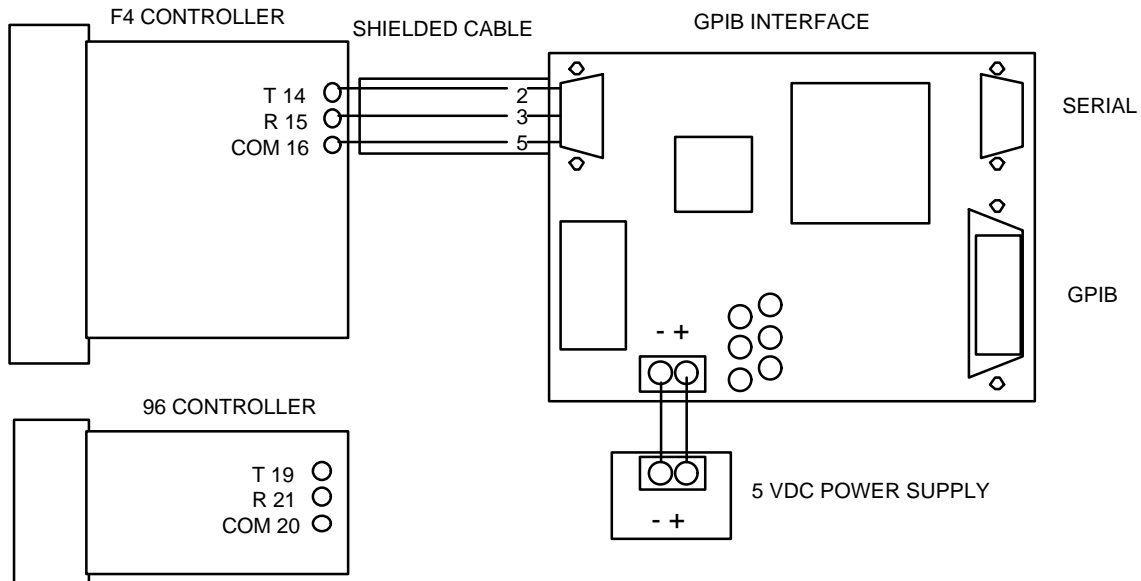 F4 CONTROLLER
SHIELDED CABLE
GPIB INTERFACE
T 14
R 15
COM 16
2
3
5
SERIAL
GPIB
- +
96 CONTROLLER
T 19
R 21
COM 20
5 VDC POWER SUPPLY
- +